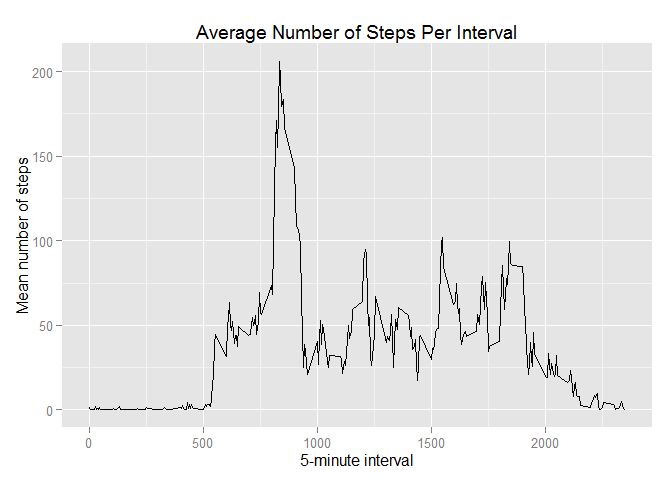 Average Number of Steps Per Interval
Mean number of steps
200
150
100
50
0
0 500 1000 1500 2000
5-minute interval